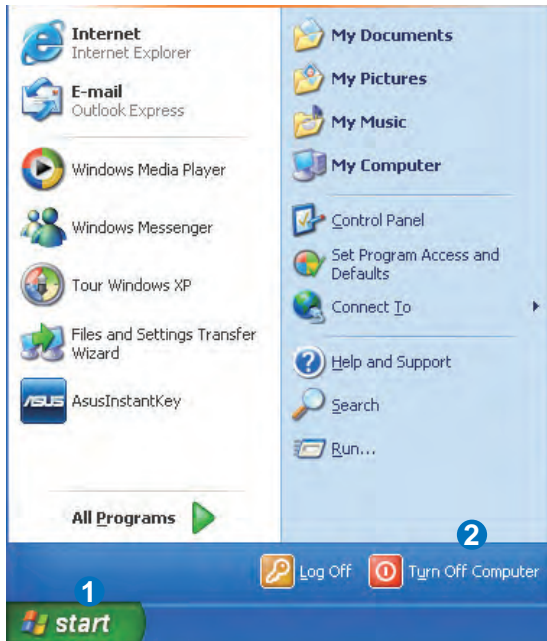 Internet
Internet Explorer
E-mail
Outlook Express
Windows Media Player
Windows Messenger
Tour Windows XP
Files and Settings Transfer
Wizard
/ISUS AsusInstantKey
All Programs
My Documents
My Pictures
My Music
My Computer
Control Panel
Set Program Access and
Defaults
Connect To
Help and Support
Search
Run...
2
Log Off Turn Off Computer
1
start